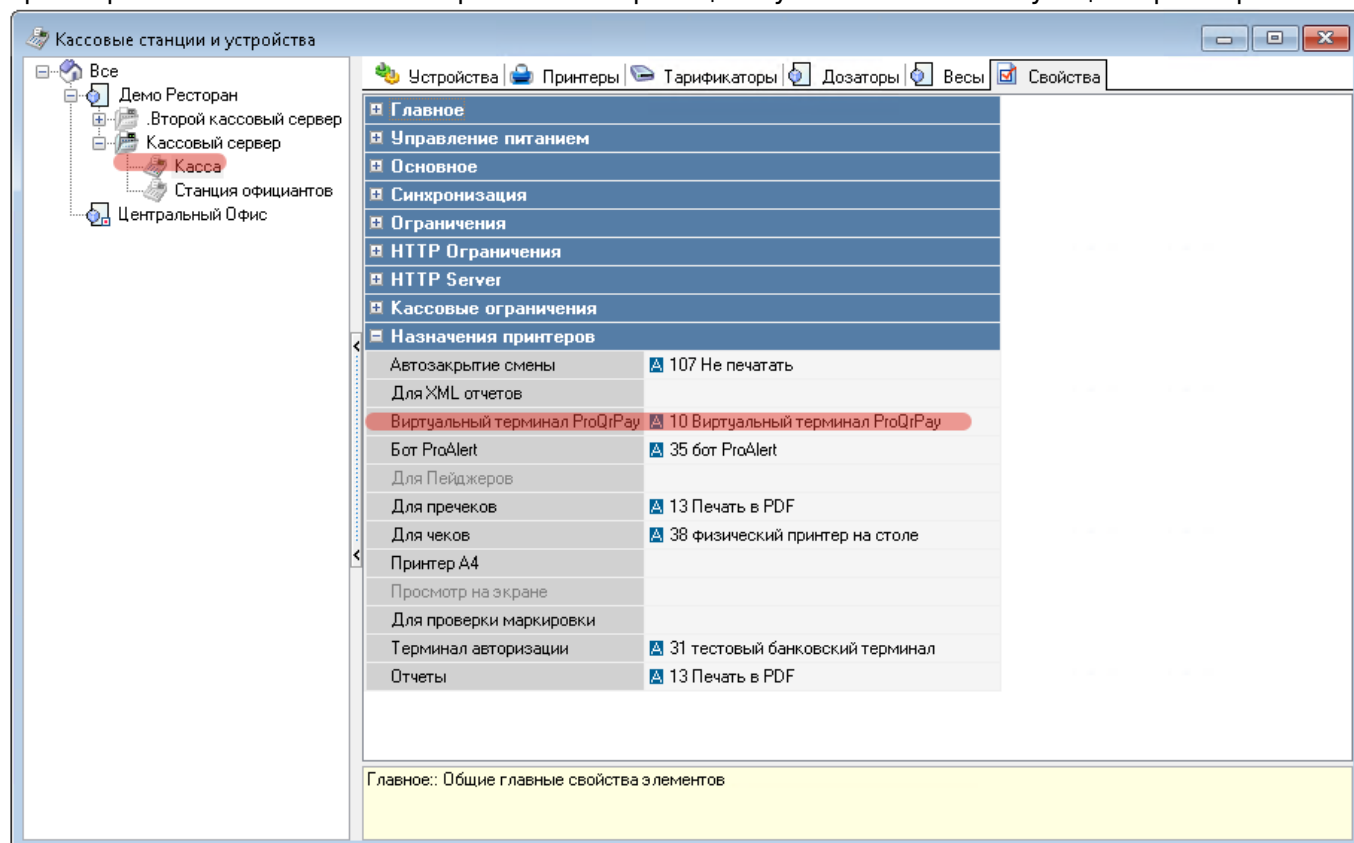 Кассовые станции и устройства
Все
Демо Ресторан
.Второй кассовый сервер
Кассовый сервер
Касса
Станция официантов
Центральный Офис
Устройства Принтеры Тарификаторы Дозаторы Весы Свойства
Главное
Управление питанием
Основное
Синхронизация
Ограничения
HTTP Ограничения
HTTP Server
Кассовые ограничения
Назначения принтеров
Автозакрытие смены 107 Не печатать
Для XML отчетов
Виртуальный терминал ProQrPay 10 Виртуальный терминал ProQrPay
Бот ProAlert 35 бот ProAlert
Для Пейджеров
Для пречеков 13 Печать в PDF
Для чеков 38 физический принтер на столе
Принтер A4
Просмотр на экране
Для проверки маркировки
Терминал авторизации 31 тестовый банковский терминал
Отчеты 13 Печать в PDF
Главное:: Общие главные свойства элементов